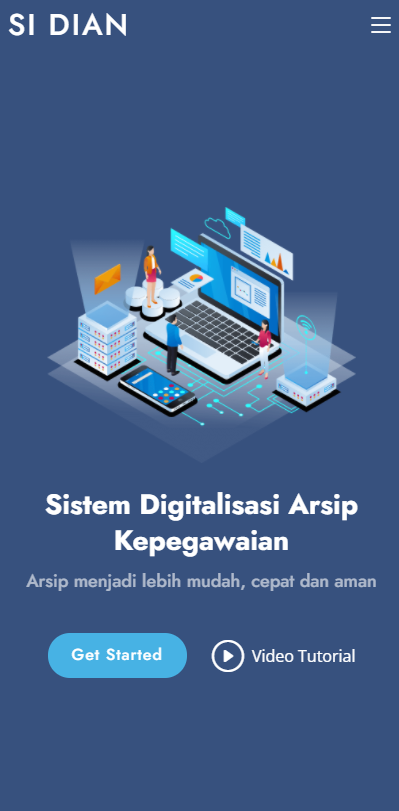 SI DIAN
Sistem Digitalisasi Arsip
Kepegawaian
Arsip menjadi lebih mudah, cepat dan aman
Get Started
Video Tutorial